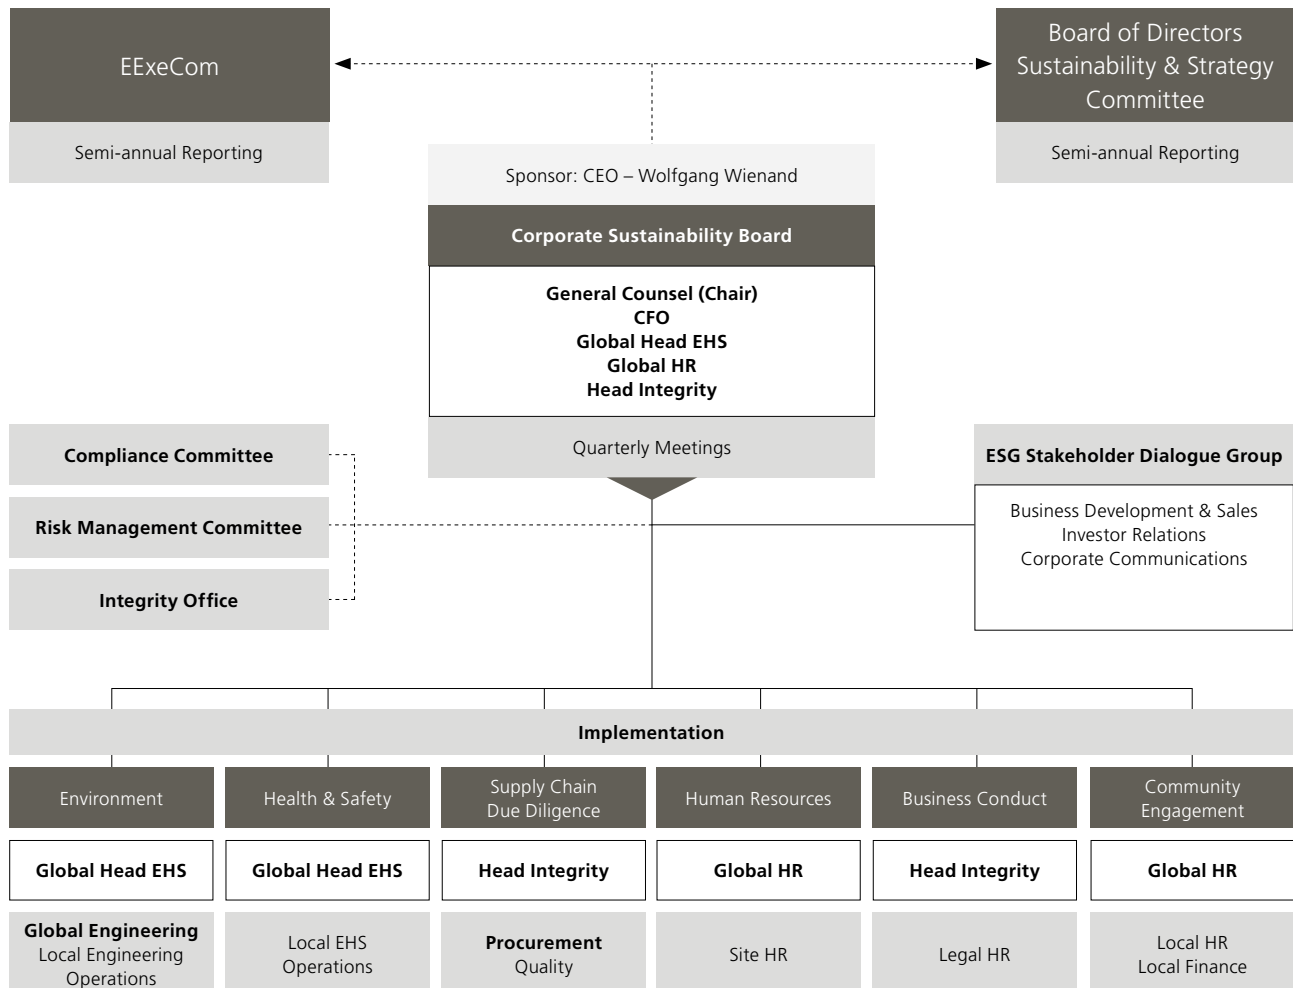 EExeCom
Semi-annual Reporting
Board of Directors
Sustainability & Strategy
Committee
Semi-annual Reporting
Sponsor: CEO – Wolfgang Wienand
Corporate Sustainability Board
General Counsel (Chair)
CFO
Global Head EHS
Global HR
Head Integrity
Quarterly Meetings
Compliance Committee
Risk Management Committee
Integrity Office
ESG Stakeholder Dialogue Group
Business Development & Sales
Investor Relations
Corporate Communications
Implementation
Environment
Global Head EHS
Global Engineering
Local Engineering
Operations
Health & Safety
Global Head EHS
Local EHS
Operations
Supply Chain
Due Diligence
Head Integrity
Procurement
Quality
Human Resources
Global HR
Site HR
Business Conduct
Head Integrity
Legal HR
Community
Engagement
Global HR
Local HR
Local Finance